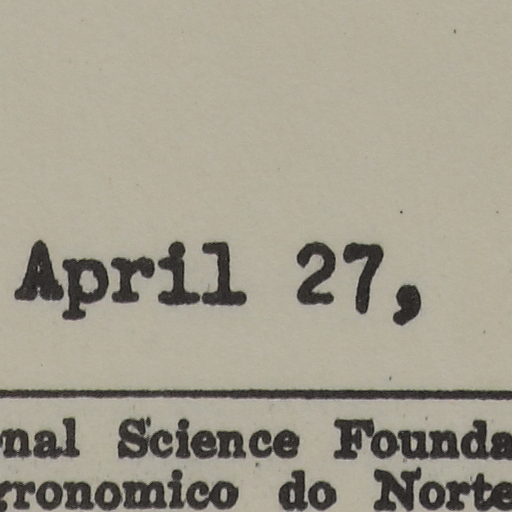 April 27,
nal Science Founda
gronomico do Norte